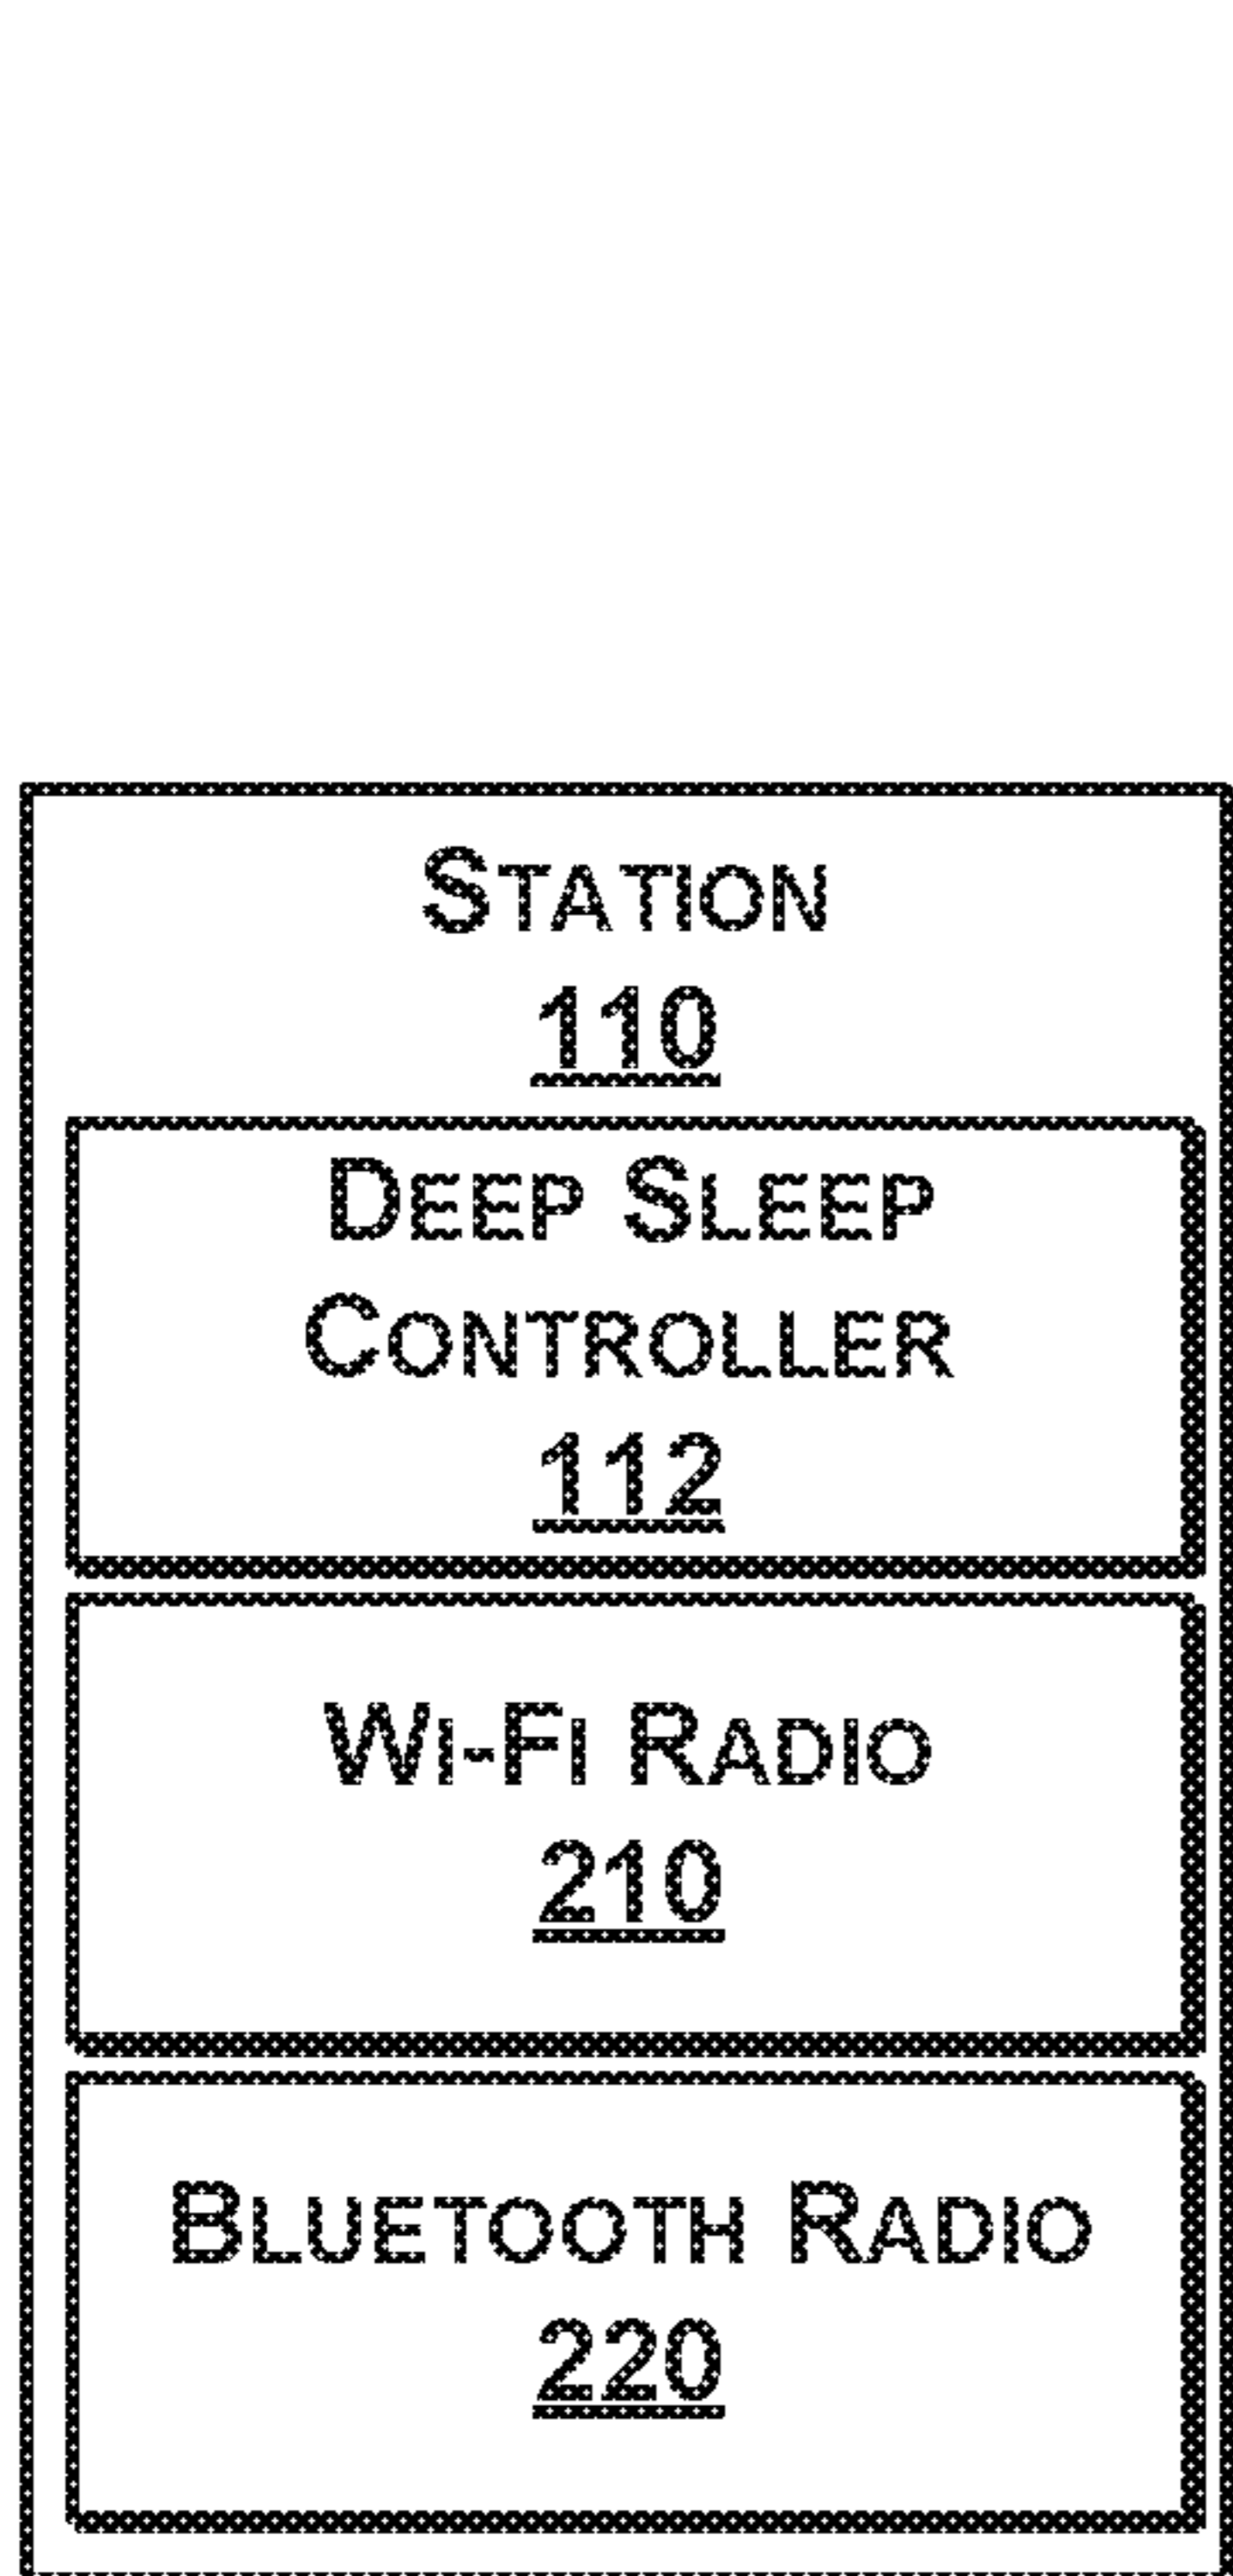 STATION
110
DEEP SLEEP
CONTROLLER
112
WI-FI RADIO
210
BLUETOOTH RADIO
220